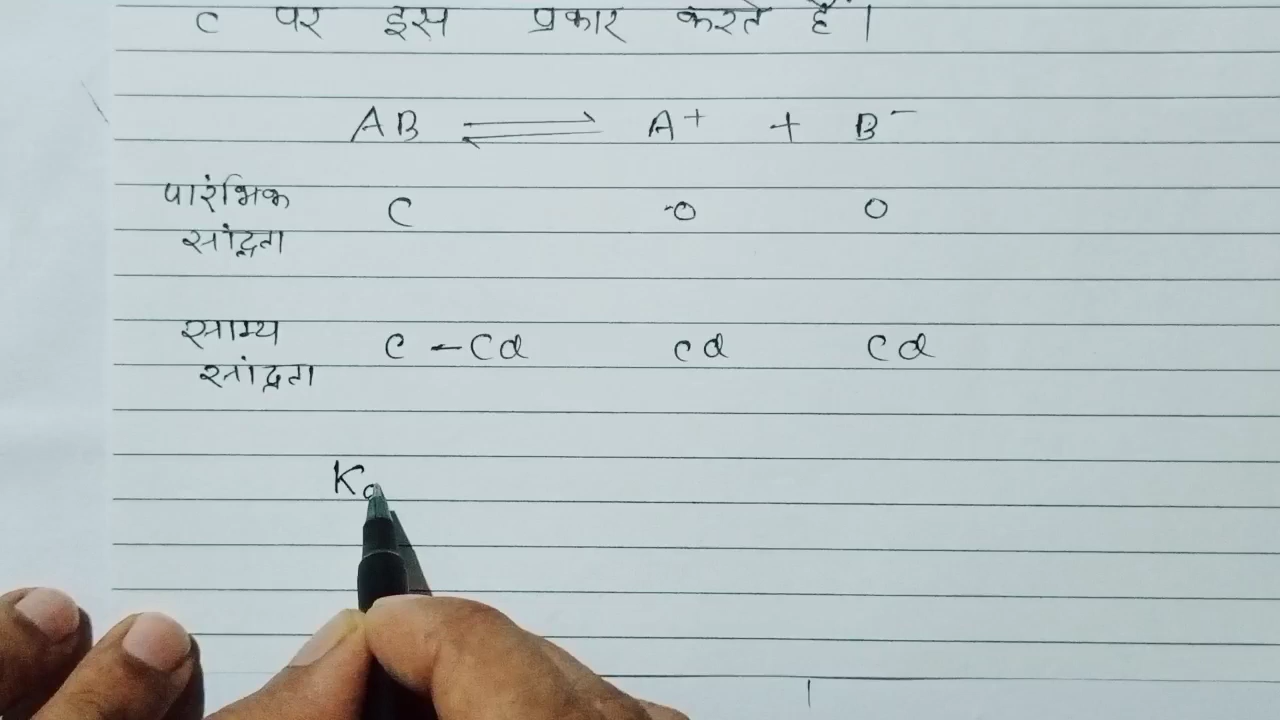 C पर इस प्रकार करते हैं।
AB ⇌ A⁺ + B⁻
पारंभिक सांद्रता C 0 0
साम्य सांद्रता C - Cα Cα Cα
Ka